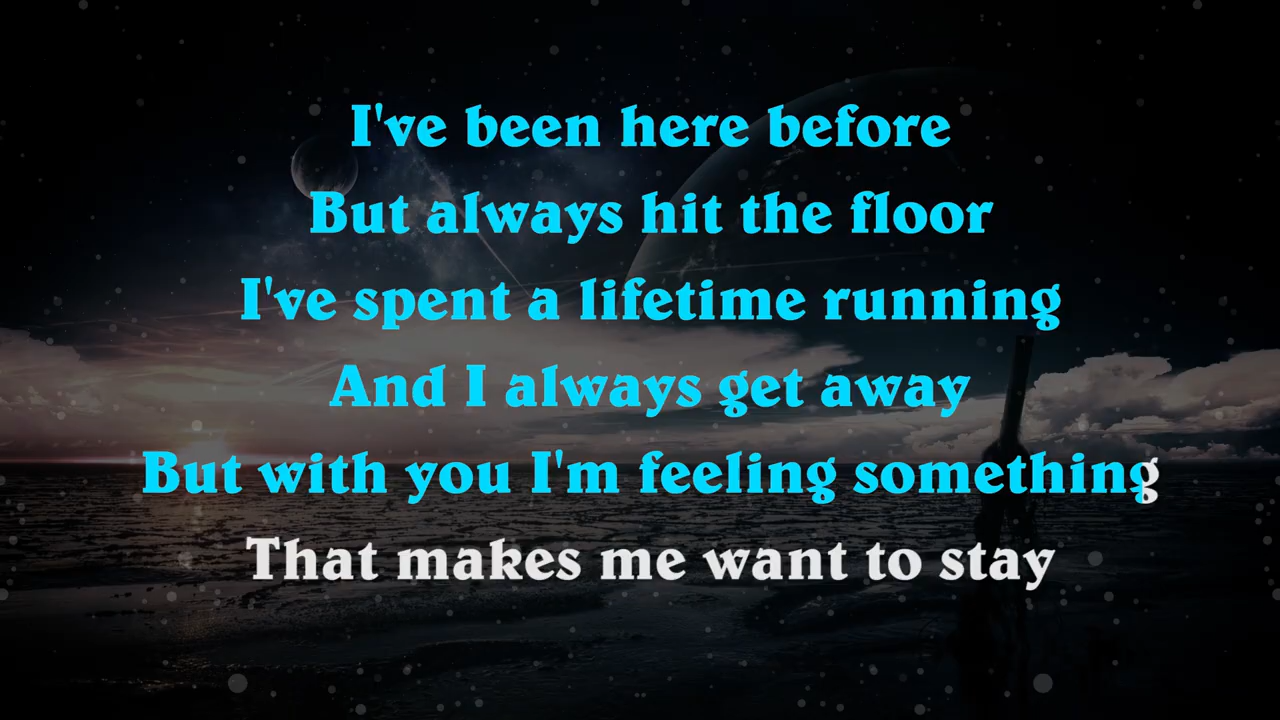 I've been here before
But always hit the floor
I've spent a lifetime running
And I always get away
But with you I'm feeling something
That makes me want to stay